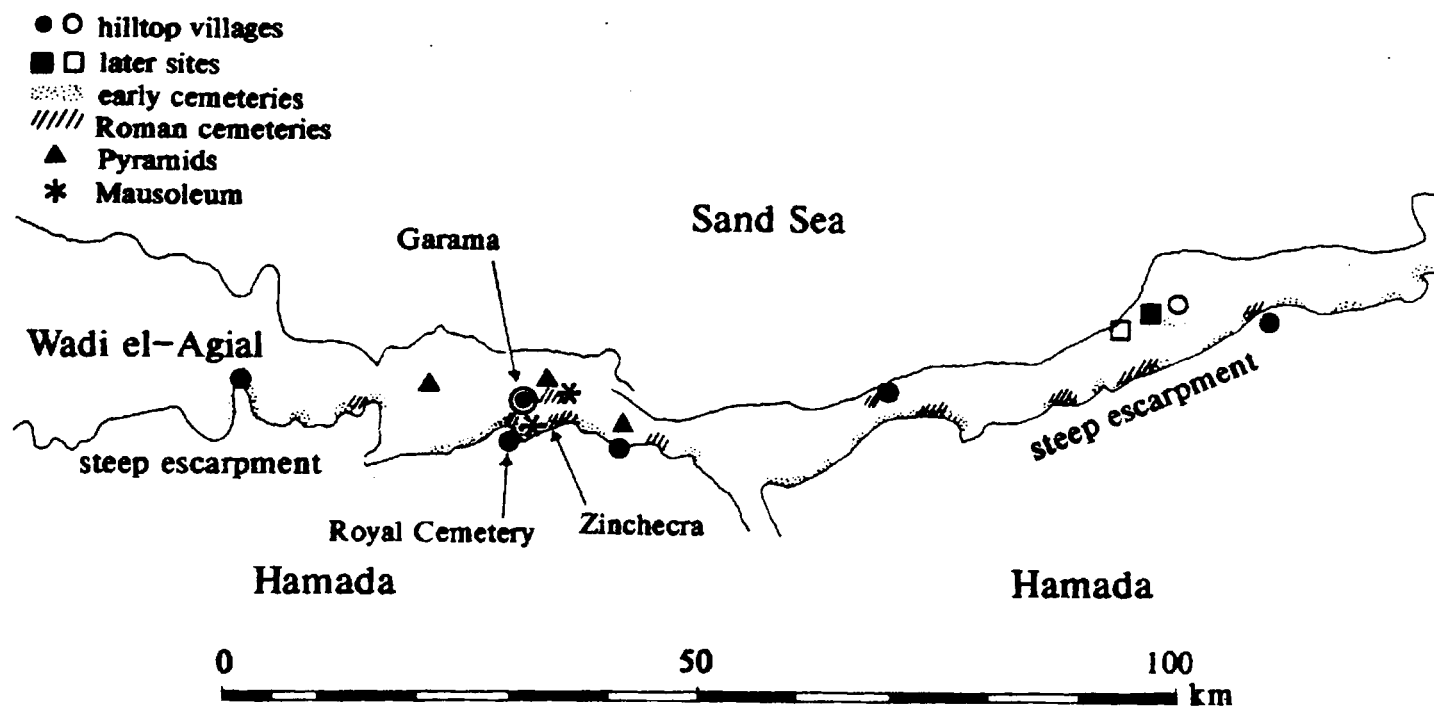 hilltop villages
later sites
early cemeteries
Roman cemeteries
Pyramids
Mausoleum
Sand Sea
Garama
Wadi el-Agial
steep escarpment
steep escarpment
Royal Cemetery
Zinchecra
Hamada
Hamada
0 50 100
km